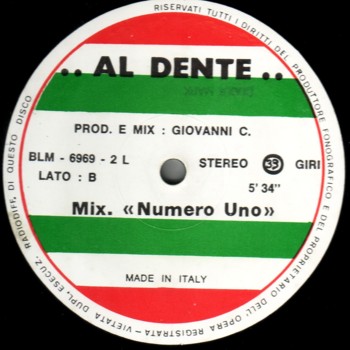 RISERVATI TUTTI I DIRITTI DEL PRODUTTORE FONOGRAFICO E DEL PROPRIETARIO DELL'OPERA REGISTRATA - VIETATA DUPL. ESECUZ. RADIODIFF, DI QUESTO DISCO
.. AL DENTE ..
PROD. E MIX : GIOVANNI C.
BLM - 6969 - 2 L STEREO 33 GIRI
LATO : B 5' 34"
Mix. «Numero Uno»
MADE IN ITALY